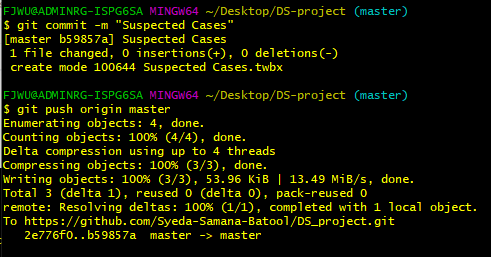 FJWU@ADMINRG-ISPG6SA MINGW64 ~/Desktop/DS-project (master)
$ git commit -m "Suspected Cases"
[master b59857a] Suspected Cases
 1 file changed, 0 insertions(+), 0 deletions(-)
 create mode 100644 Suspected Cases.twbx
FJWU@ADMINRG-ISPG6SA MINGW64 ~/Desktop/DS-project (master)
$ git push origin master
Enumerating objects: 4, done.
Counting objects: 100% (4/4), done.
Delta compression using up to 4 threads
Compressing objects: 100% (3/3), done.
Writing objects: 100% (3/3), 53.96 KiB | 13.49 MiB/s, done.
Total 3 (delta 1), reused 0 (delta 0), pack-reused 0
remote: Resolving deltas: 100% (1/1), completed with 1 local object.
To https://github.com/Syeda-Samana-Batool/DS_project.git
   2e776f0..b59857a  master -> master